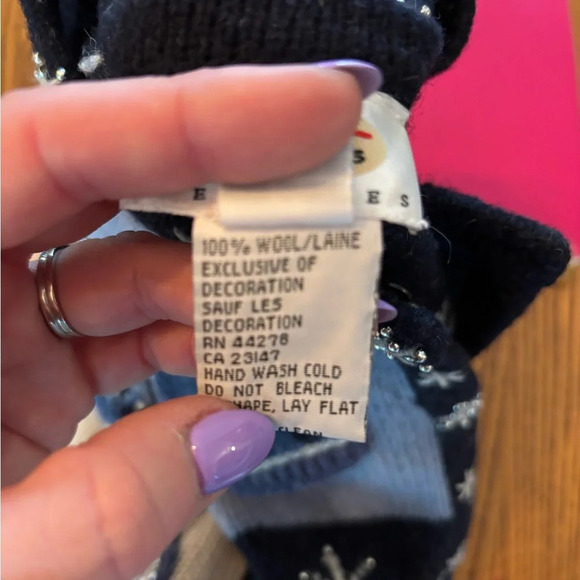 S
E E S
100% WOOL/LAINE
EXCLUSIVE OF
DECORATION
SAUF LES
DECORATION
RN 44278
CA 23147
HAND WASH COLD
DO NOT BLEACH
LAY FLAT